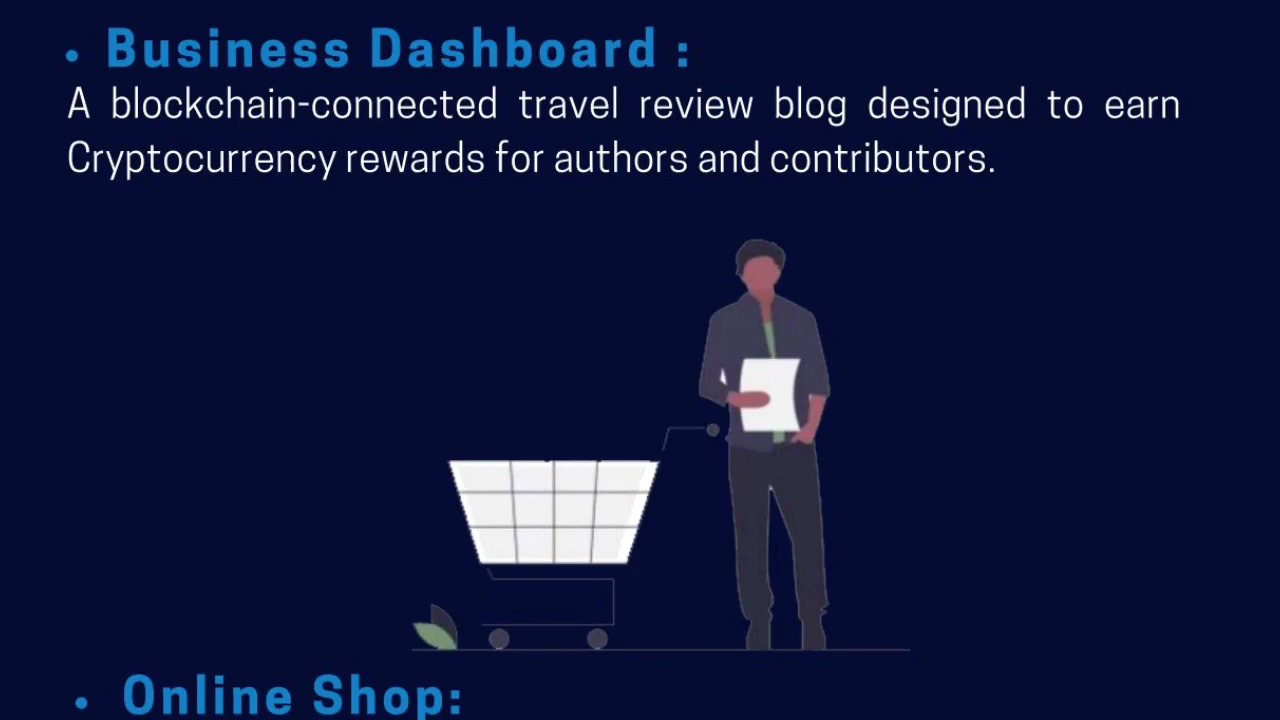 • Business Dashboard :
A blockchain-connected travel review blog designed to earn
Cryptocurrency rewards for authors and contributors.
• Online Shop: